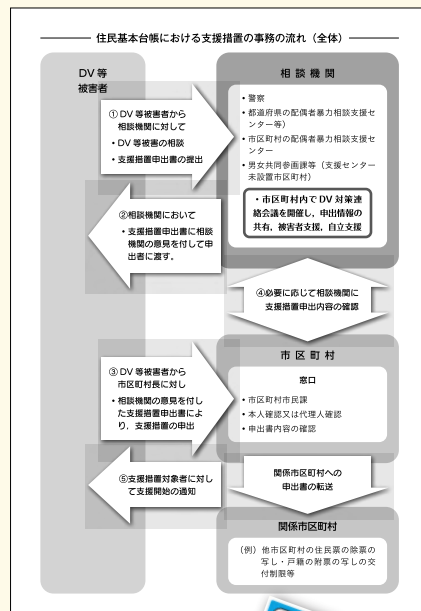 住民基本台帳における支援措置の事務の流れ（全体）
DV 等
被害者
相 談 機 関
・警察
・都道府県の配偶者暴力相談支援セ
ンター等）
・市区町村の配偶者暴力相談支援セ
ンター
・男女共同参画課等（支援センター
未設置市区町村）
・市区町村内で DV 対策連
絡会議を開催し，申出情報の
共有，被害者支援，自立支援
① DV 等被害者から
相談機関に対して
・DV 等被害の相談
・支援措置申出書の提出
②相談機関において
・支援措置申出書に相談
機関の意見を付して申
出者に渡す。
④必要に応じて相談機関に
支援措置申出内容の確認
市 区 町 村
窓口
・市区町村市民課
・本人確認又は代理人確認
・申出書内容の確認
③ DV 等被害者から
市区町村長に対し
・相談機関の意見を付し
た支援措置申出書によ
り，支援措置の申出
⑤支援措置対象者に対し
て支援開始の通知
関係市区町村への
申出書の転送
関係市区町村
（例）他市区町村の住民票の除票の
写し・戸籍の附票の写しの交
付制限等